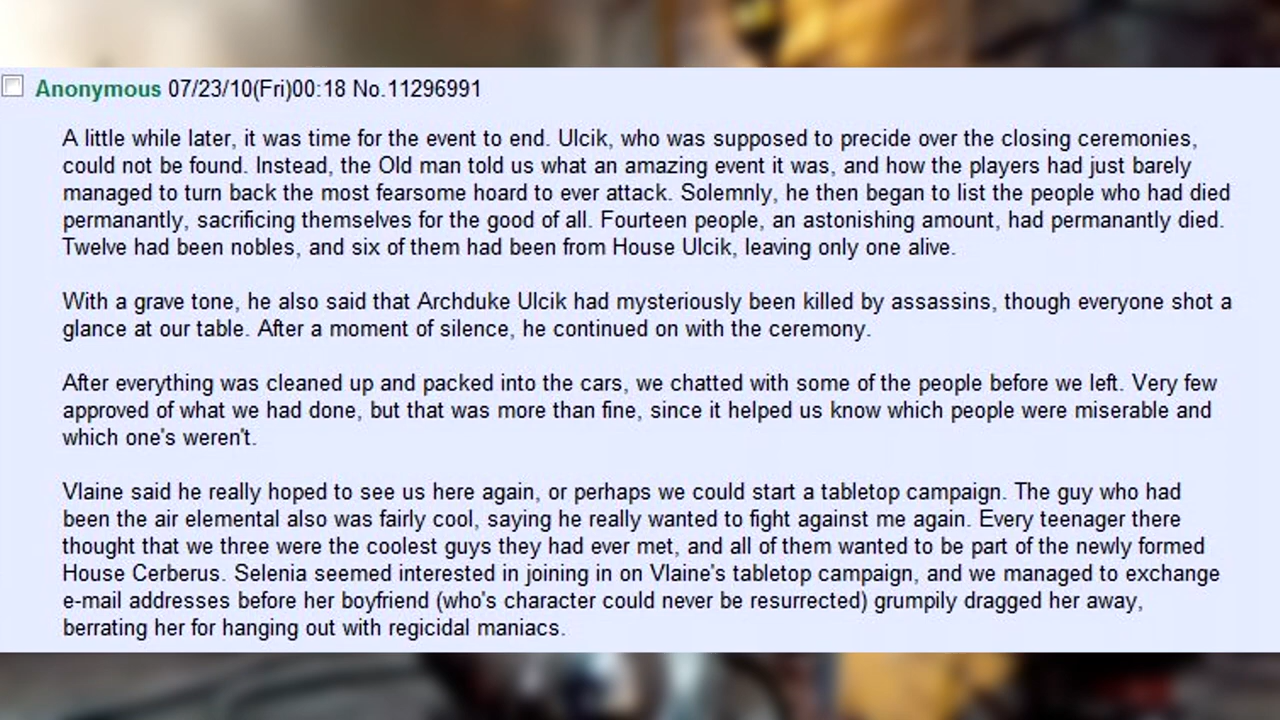 Anonymous 07/23/10(Fri)00:18 No.11296991
A little while later, it was time for the event to end. Ulcik, who was supposed to precide over the closing ceremonies,
could not be found. Instead, the Old man told us what an amazing event it was, and how the players had just barely
managed to turn back the most fearsome hoard to ever attack. Solemnly, he then began to list the people who had died
permanantly, sacrificing themselves for the good of all. Fourteen people, an astonishing amount, had permanantly died.
Twelve had been nobles, and six of them had been from House Ulcik, leaving only one alive.
With a grave tone, he also said that Archduke Ulcik had mysteriously been killed by assassins, though everyone shot a
glance at our table. After a moment of silence, he continued on with the ceremony.
After everything was cleaned up and packed into the cars, we chatted with some of the people before we left. Very few
approved of what we had done, but that was more than fine, since it helped us know which people were miserable and
which one's weren't.
Vlaine said he really hoped to see us here again, or perhaps we could start a tabletop campaign. The guy who had
been the air elemental also was fairly cool, saying he really wanted to fight against me again. Every teenager there
thought that we three were the coolest guys they had ever met, and all of them wanted to be part of the newly formed
House Cerberus. Selenia seemed interested in joining in on Vlaine's tabletop campaign, and we managed to exchange
e-mail addresses before her boyfriend (who's character could never be resurrected) grumpily dragged her away,
berrating her for hanging out with regicidal maniacs.